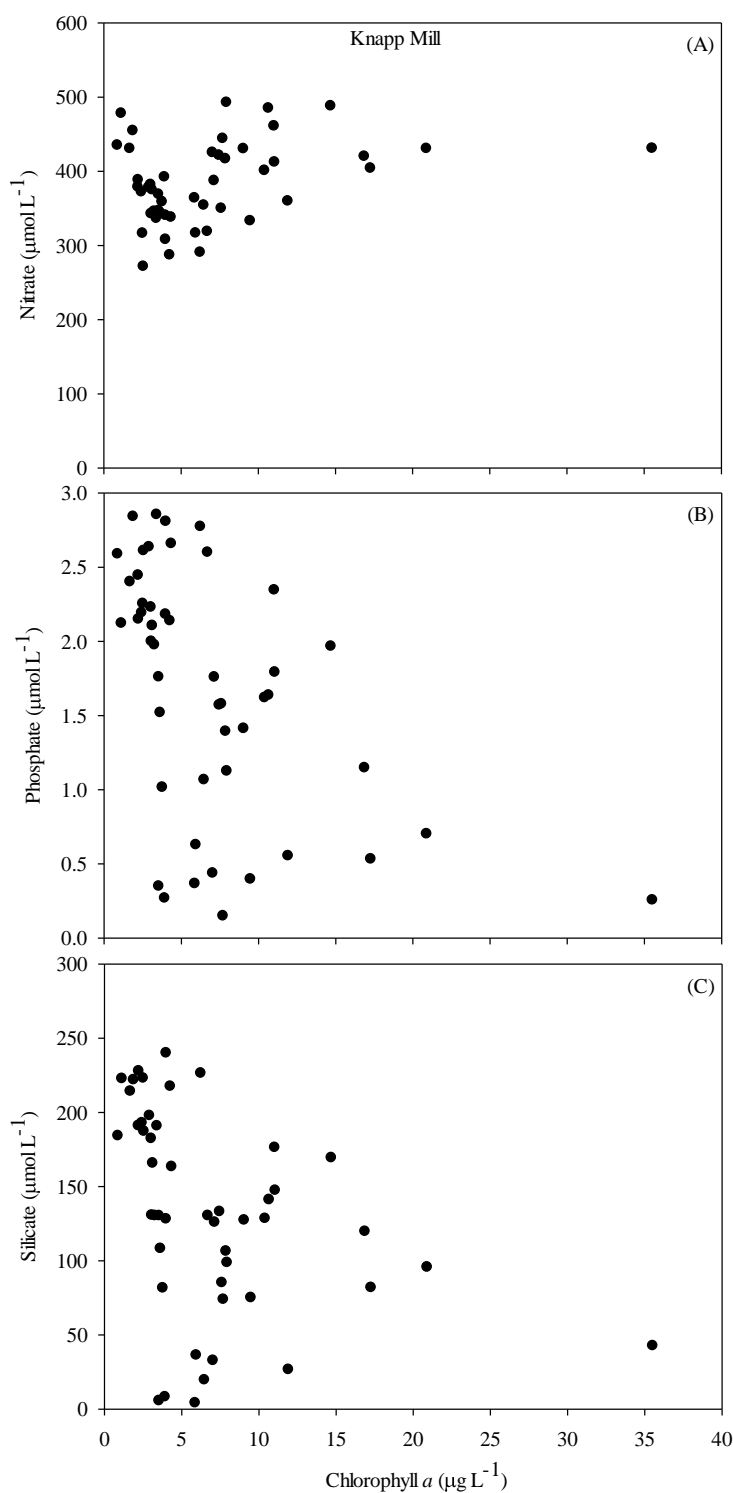 Knapp Mill
(A)
600
500
400
300
200
100
0
Nitrate (μmol L⁻¹)
(B)
3.0
2.5
2.0
1.5
1.0
0.5
0.0
Phosphate (μmol L⁻¹)
(C)
300
250
200
150
100
50
0
Silicate (μmol L⁻¹)
0 5 10 15 20 25 30 35 40
Chlorophyll a (μg L⁻¹)